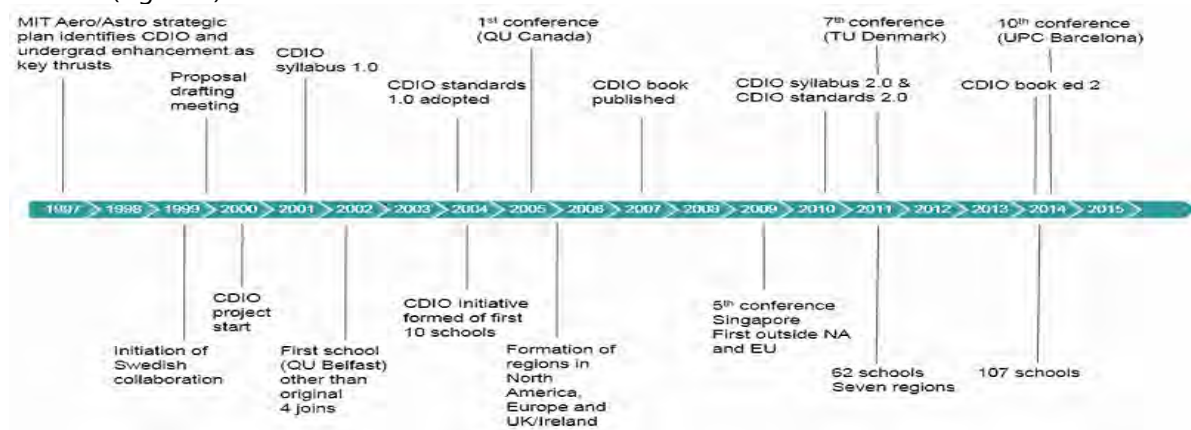 MIT Aero/Astro strategic
plan identifies CDIO and
undergrad enhancement as
key thrusts
Proposal
drafting
meeting
CDIO
syllabus 1.0
CDIO standards
1.0 adopted
1st conference
(QU Canada)
CDIO book
published
CDIO syllabus 2.0 &
CDIO standards 2.0
7th conference
(TU Denmark)
CDIO book ed 2
10th conference
(UPC Barcelona)
1997 1998 1999 2000 2001 2002 2003 2004 2005 2006 2007 2008 2009 2010 2011 2012 2013 2014 2015
Initiation of
Swedish
collaboration
CDIO
project
start
First school
(QU Belfast)
other than
original
4 joins
CDIO Initiative
formed of first
10 schools
Formation of
regions in
North
America,
Europe and
UK/Ireland
5th conference
Singapore
First outside NA
and EU
62 schools
Seven regions
107 schools